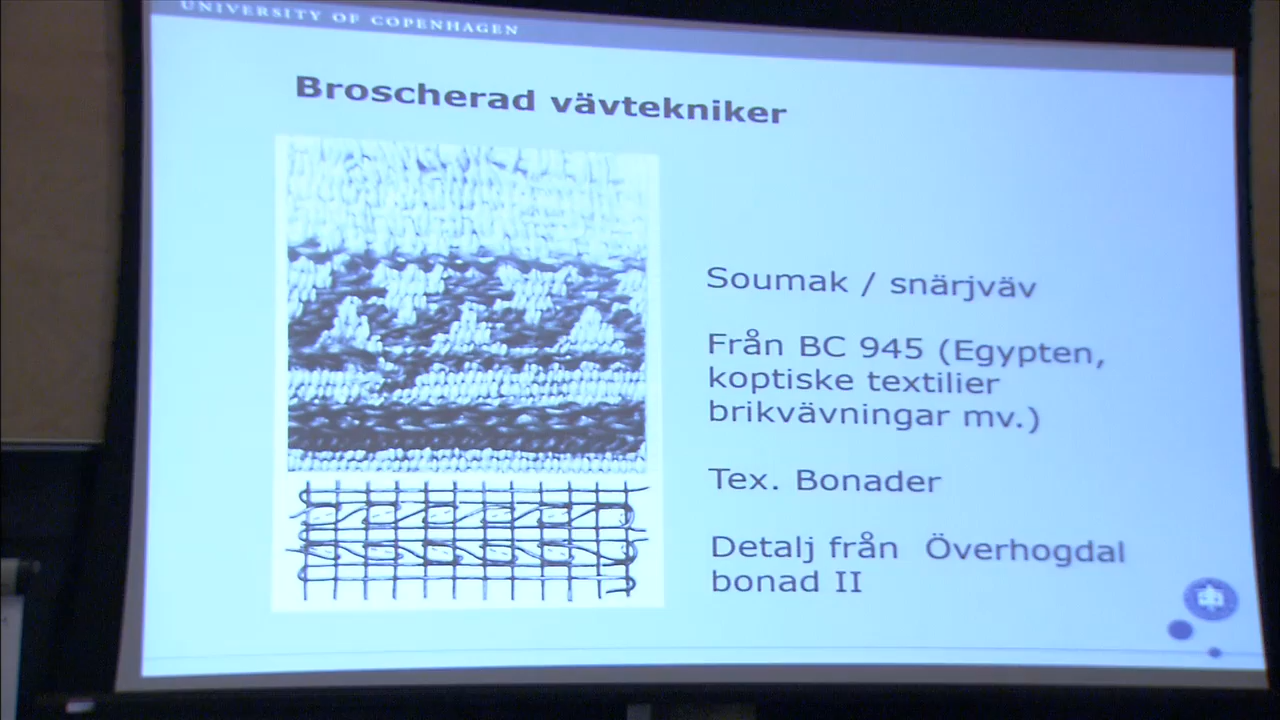 UNIVERSITY OF COPENHAGEN
Broscherad vävtekniker
Soumak / snärjväv
Från BC 945 (Egypten,
koptiske textilier
brikvävningar mv.)
Tex. Bonader
Detalj från Överhogdal
bonad II